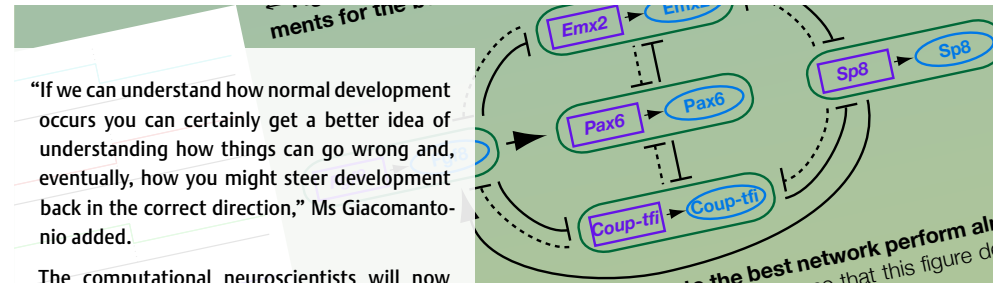 ments for the b
Emx2
Emx2
Sp8
Sp8
Pax6
Pax6
Coup-tfi
Coup-tfi
the best network perform al
that this figure de
“If we can understand how normal development
occurs you can certainly get a better idea of
understanding how things can go wrong and,
eventually, how you might steer development
back in the correct direction,” Ms Giacomanto-
nio added.
The computational neuroscientists will now